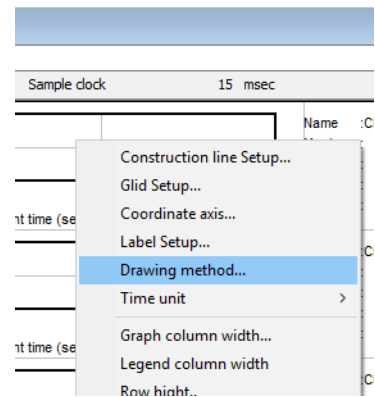 Sample clock 15 msec
Name :Cl
Construction line Setup...
Glid Setup...
Coordinate axis...
nt time (se
Label Setup...
Drawing method...
Time unit >
Graph column width...
nt time (se
Legend column width
Row hight..